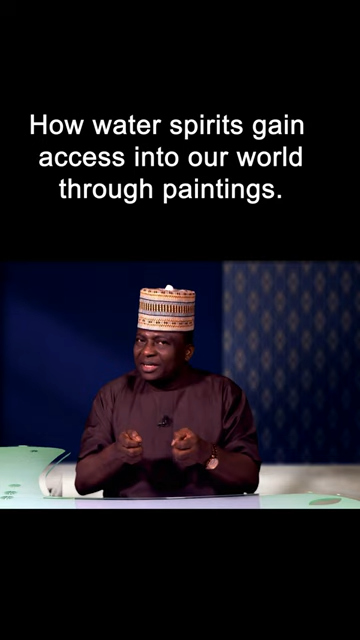 How water spirits gain
access into our world
through paintings.